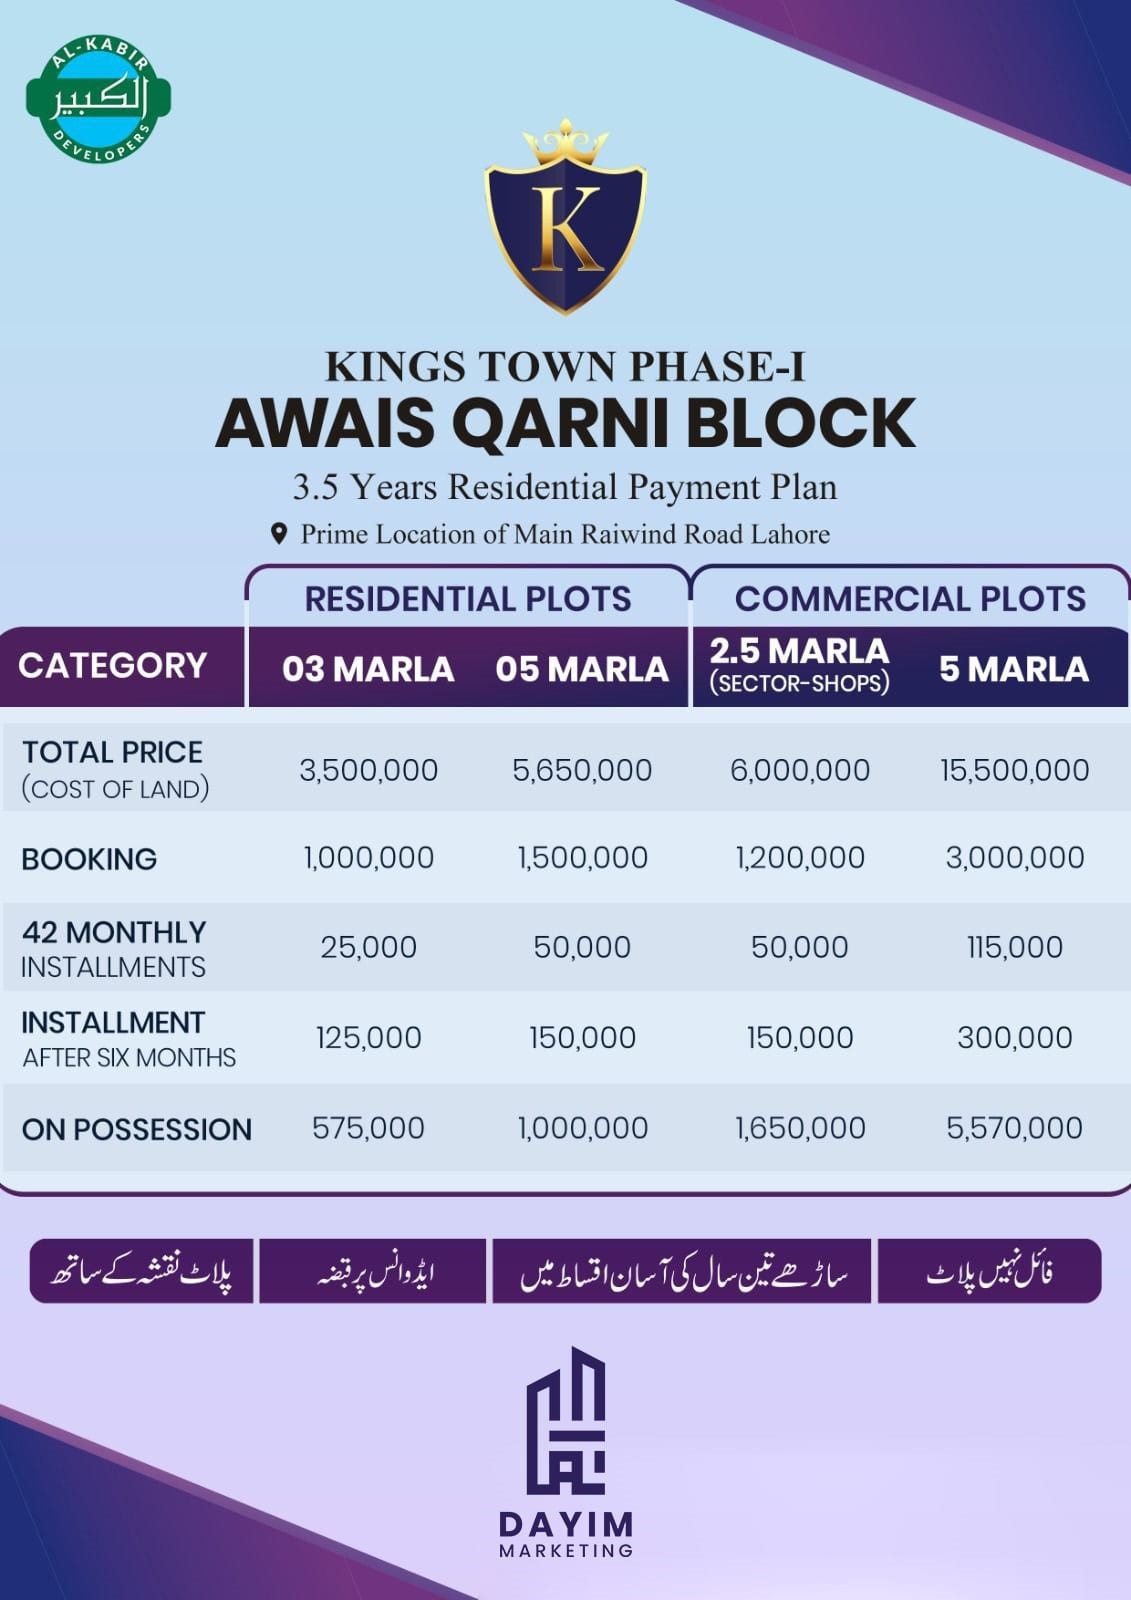 AL-KABIR
الكبير
DEVELOPERS
K
KINGS TOWN PHASE-I
AWAIS QARNI BLOCK
3.5 Years Residential Payment Plan
Prime Location of Main Raiwind Road Lahore
RESIDENTIAL PLOTS COMMERCIAL PLOTS
CATEGORY 03 MARLA 05 MARLA 2.5 MARLA (SECTOR-SHOPS) 5 MARLA
TOTAL PRICE (COST OF LAND) 3,500,000 5,650,000 6,000,000 15,500,000
BOOKING 1,000,000 1,500,000 1,200,000 3,000,000
42 MONTHLY INSTALLMENTS 25,000 50,000 50,000 115,000
INSTALLMENT AFTER SIX MONTHS 125,000 150,000 150,000 300,000
ON POSSESSION 575,000 1,000,000 1,650,000 5,570,000
فائل نہیں پلاٹ ساڑھے تین سال کی آسان اقساط میں ایڈوانس پر قبضہ پلاٹ نقشہ کے ساتھ
DAYIM
MARKETING